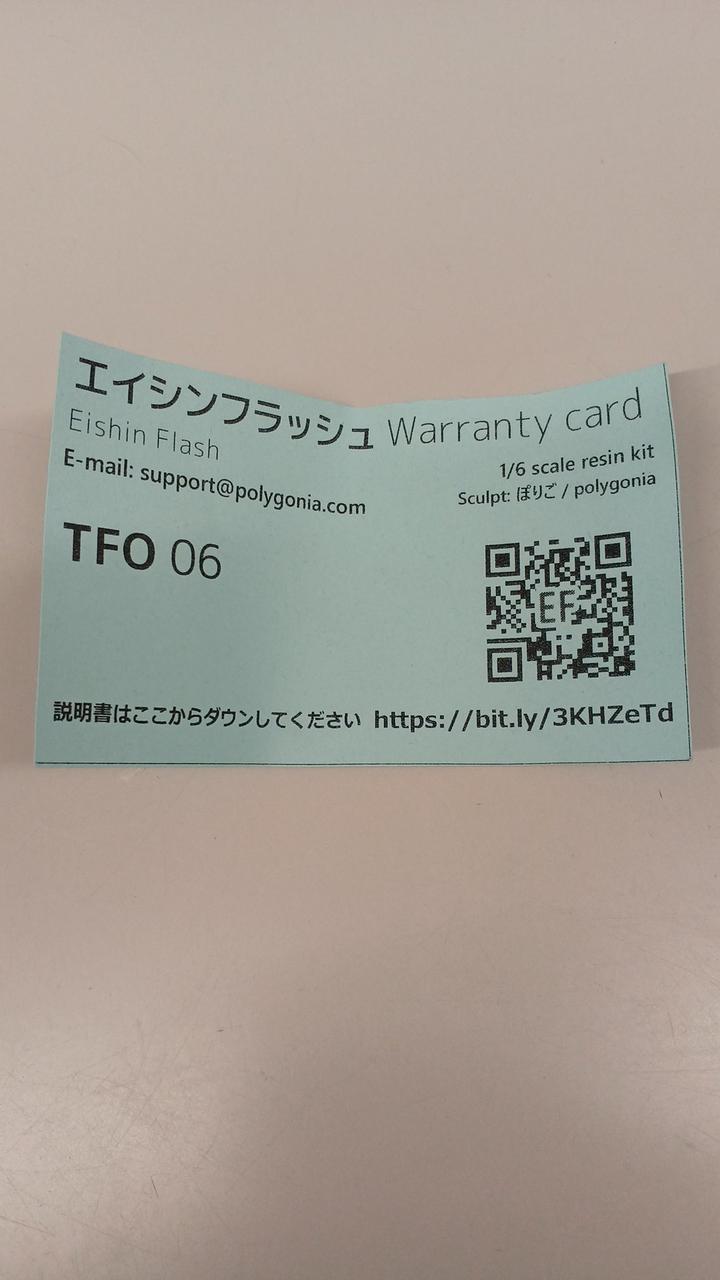 エイシンフラッシュ Warranty card
Eishin Flash
E-mail: support@polygonia.com
1/6 scale resin kit
Sculpt: ぽりご / polygonia
TFO 06
EF
説明書はここからダウンしてください https://bit.ly/3KHZeTd